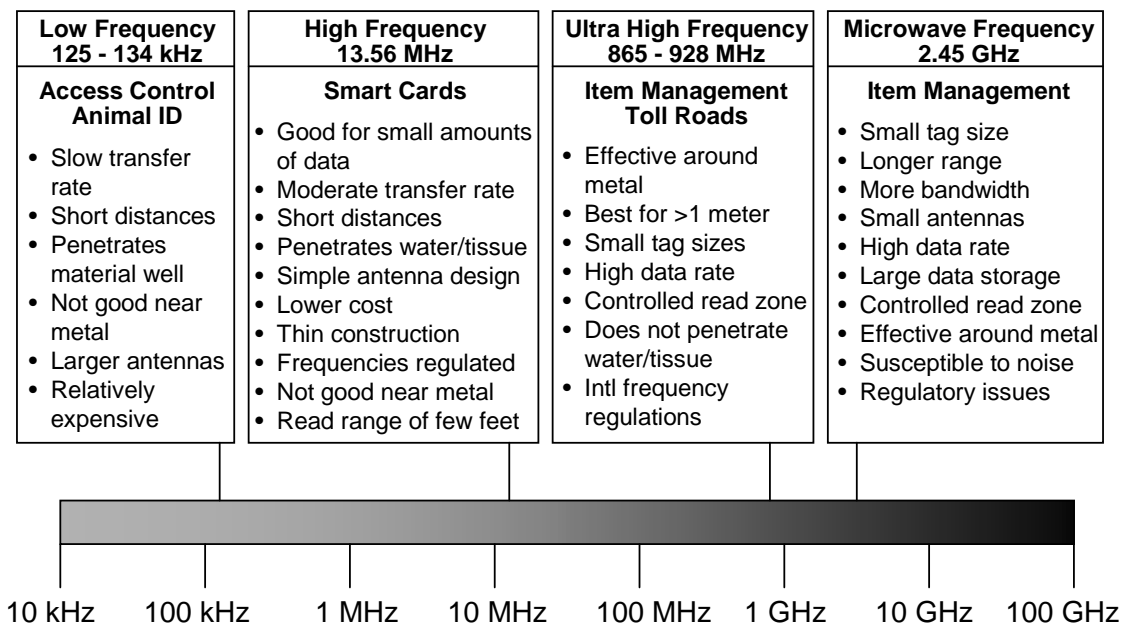 Low Frequency
125 - 134 kHz
Access Control
Animal ID
• Slow transfer
rate
• Short distances
• Penetrates
material well
• Not good near
metal
• Larger antennas
• Relatively
expensive
High Frequency
13.56 MHz
Smart Cards
• Good for small amounts
of data
• Moderate transfer rate
• Short distances
• Penetrates water/tissue
• Simple antenna design
• Lower cost
• Thin construction
• Frequencies regulated
• Not good near metal
• Read range of few feet
Ultra High Frequency
865 - 928 MHz
Item Management
Toll Roads
• Effective around
metal
• Best for >1 meter
• Small tag sizes
• High data rate
• Controlled read zone
• Does not penetrate
water/tissue
• Intl frequency
regulations
Microwave Frequency
2.45 GHz
Item Management
• Small tag size
• Longer range
• More bandwidth
• Small antennas
• High data rate
• Large data storage
• Controlled read zone
• Effective around metal
• Susceptible to noise
• Regulatory issues
10 kHz 100 kHz 1 MHz 10 MHz 100 MHz 1 GHz 10 GHz 100 GHz